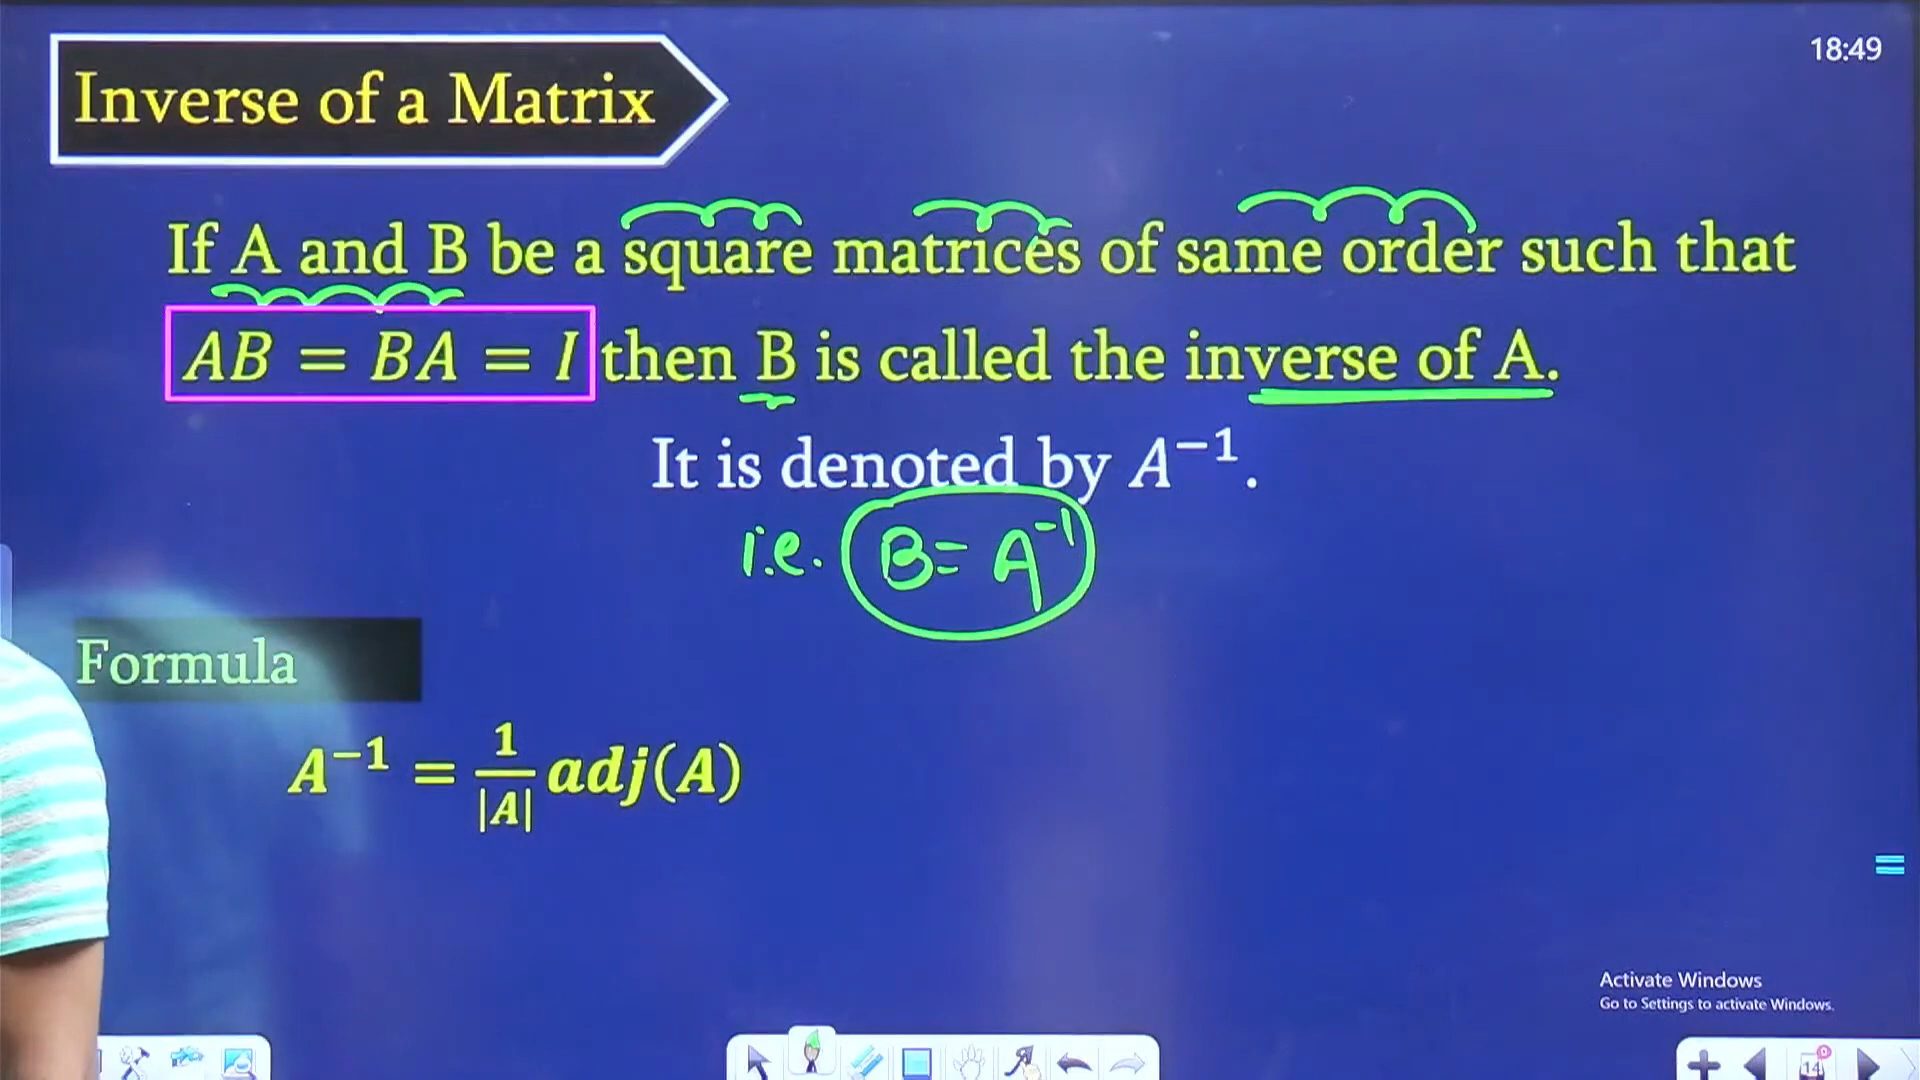 Inverse of a Matrix
18:49
If A and B be a square matrices of same order such that
AB = BA = I then B is called the inverse of A.
It is denoted by A⁻¹.
i.e. B = A⁻¹
Formula
A⁻¹ = 1/|A| adj(A)
Activate Windows
Go to Settings to activate Windows.
14
0